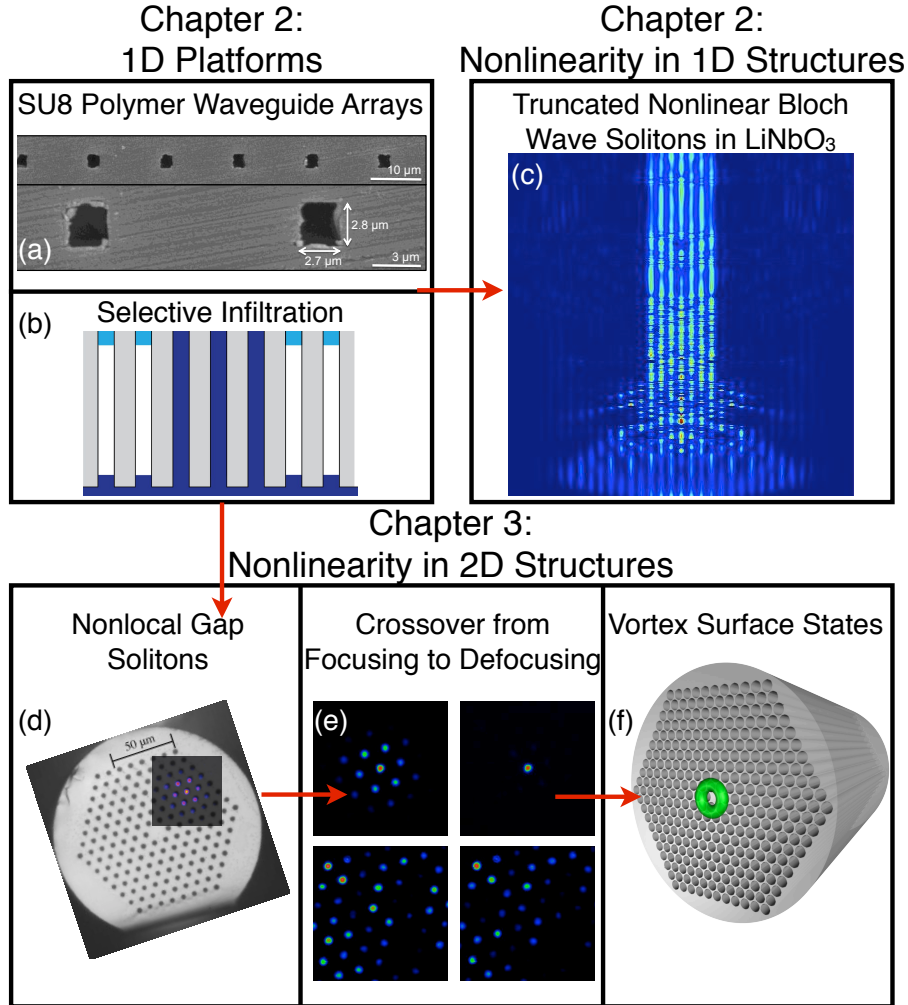 Chapter 2:
1D Platforms
Chapter 2:
Nonlinearity in 1D Structures
SU8 Polymer Waveguide Arrays
10 µm
(a)
2.8 µm
2.7 µm
3 µm
(b)
Selective Infiltration
Truncated Nonlinear Bloch
Wave Solitons in LiNbO₃
(c)
Chapter 3:
Nonlinearity in 2D Structures
Nonlocal Gap
Solitons
(d)
50 µm
Crossover from
Focusing to Defocusing
(e)
Vortex Surface States
(f)